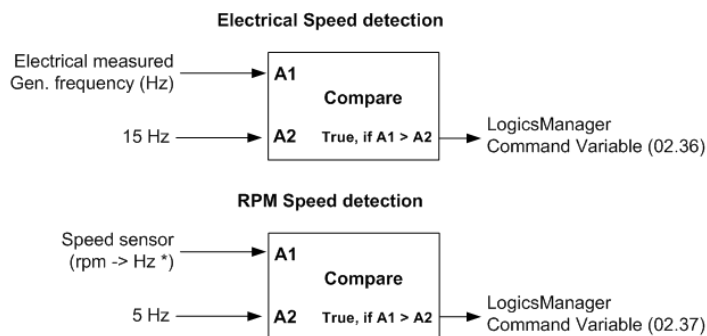 Electrical Speed detection
Electrical measured
Gen. frequency (Hz)
A1
Compare
15 Hz
A2
True, if A1 > A2
LogicsManager
Command Variable (02.36)
RPM Speed detection
Speed sensor
(rpm -> Hz *)
A1
Compare
5 Hz
A2
True, if A1 > A2
LogicsManager
Command Variable (02.37)